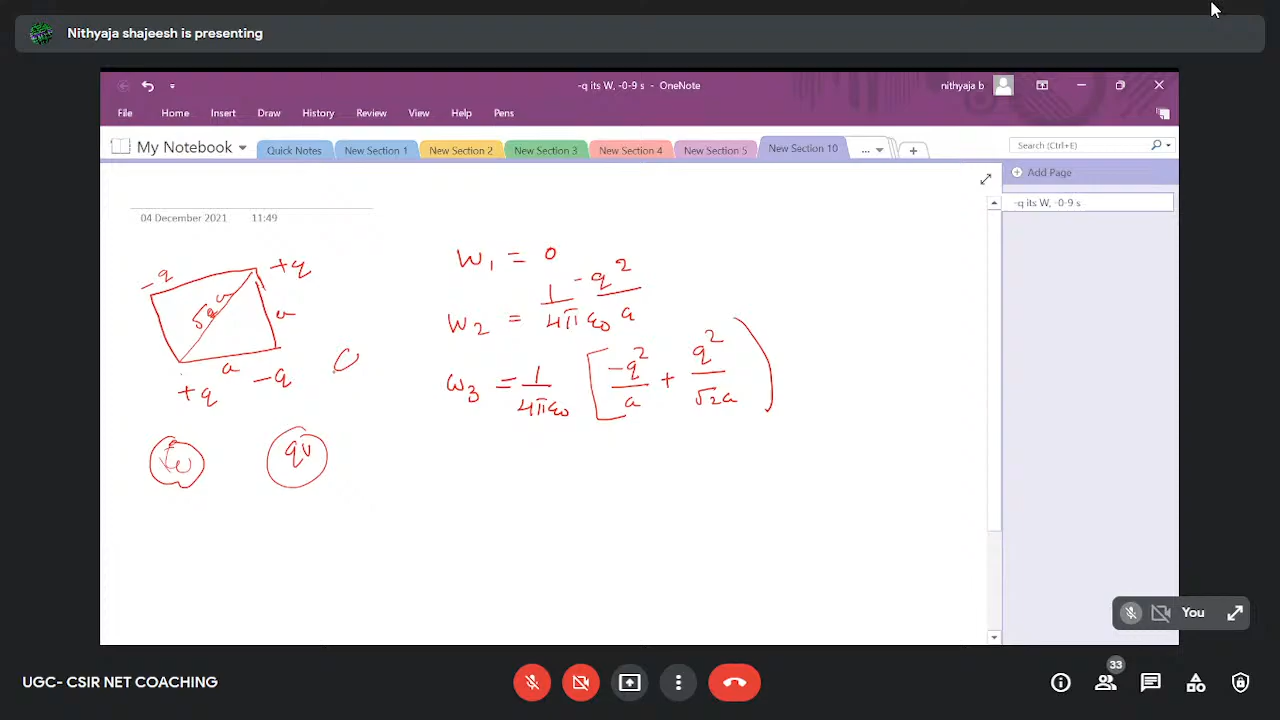 Nithyaja shajeesh is presenting
-q its W, -0-9 s - OneNote
nithyaja b
File Home Insert Draw History Review View Help Pens
My Notebook
Quick Notes New Section 1 New Section 2 New Section 3 New Section 4 New Section 5 New Section 10 ... +
Search (Ctrl+E)
Add Page
-q its W, -0-9 s
04 December 2021 11:49
-q +q
√2 a
a
a
+q -q
qv
W₁ = 0
W₂ = 1/4πε₀ -q²/a
W₃ = 1/4πε₀ [-q²/a + q²/√2a)
You
UGC- CSIR NET COACHING
33